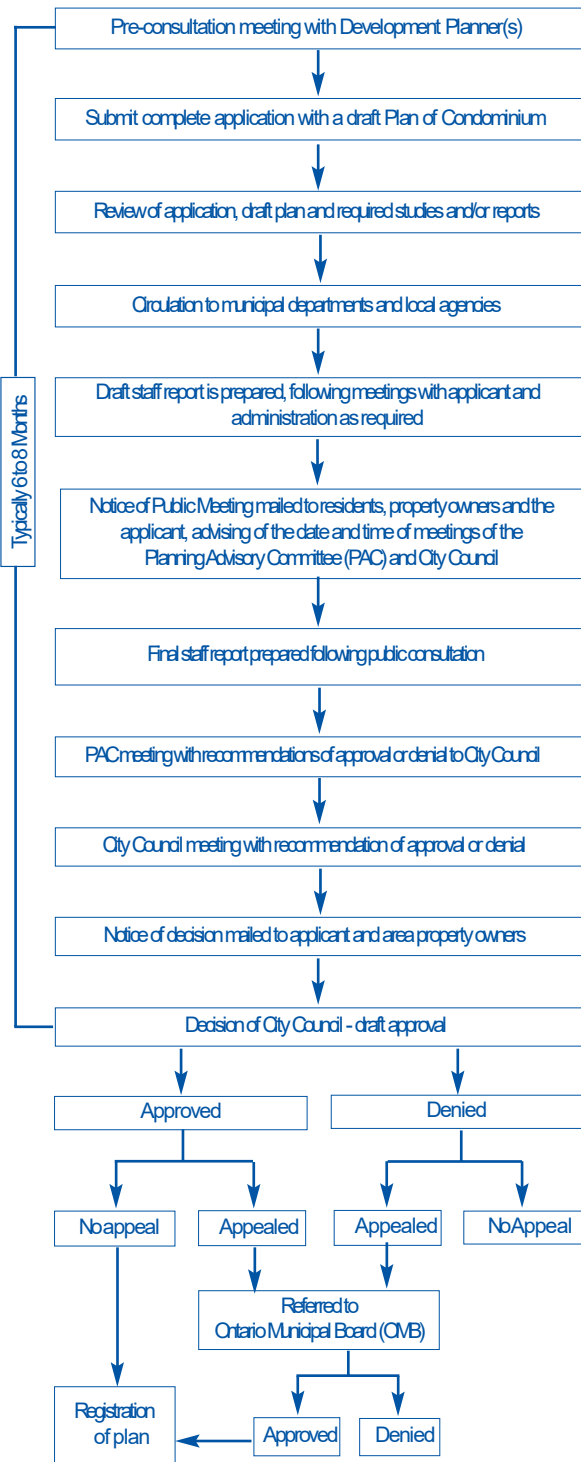 Pre-consultation meeting with Development Planner(s)
Submit complete application with a draft Plan of Condominium
Review of application, draft plan and required studies and/or reports
Circulation to municipal departments and local agencies
Typically 6 to 8 Months
Draft staff report is prepared, following meetings with applicant and
administration as required
Notice of Public Meeting mailed to residents, property owners and the
applicant, advising of the date and time of meetings of the
Planning Advisory Committee (PAC) and City Council
Final staff report prepared following public consultation
PAC meeting with recommendations of approval or denial to City Council
City Council meeting with recommendation of approval or denial
Notice of decision mailed to applicant and area property owners
Decision of City Council - draft approval
Approved
Denied
No appeal
Appealed
Appealed
No Appeal
Referred to
Ontario Municipal Board (OMB)
Registration
of plan
Approved
Denied